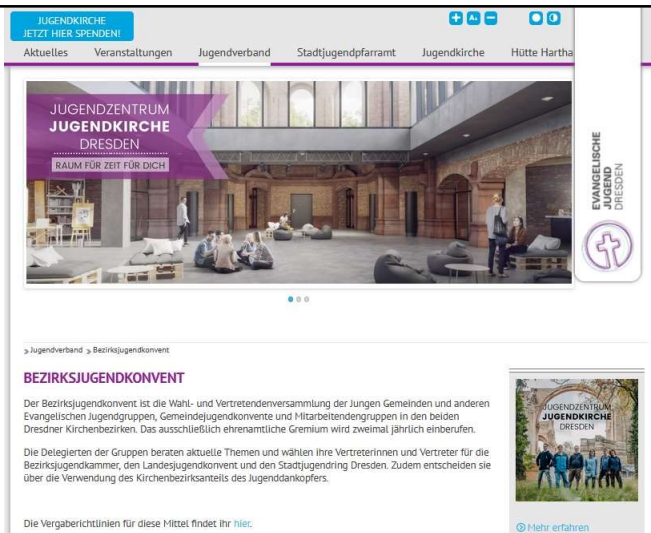 JUGENDKIRCHE
JETZT HIER SPENDEN!
Aktuelles Veranstaltungen Jugendverband Stadtjugendpfarramt Jugendkirche Hütte Hartha
JUGENDZENTRUM
JUGENDKIRCHE
DRESDEN
RAUM FÜR ZEIT FÜR DICH
EVANGELISCHE
JUGEND
DRESDEN
» Jugendverband » Bezirksjugendkonvent
BEZIRKSJUGENDKONVENT
Der Bezirksjugendkonvent ist die Wahl- und Vertretendenversammlung der Jungen Gemeinden und anderen
Evangelischen Jugendgruppen, Gemeindejugendkonvente und Mitarbeitendengruppen in den beiden
Dresdner Kirchenbezirken. Das ausschließlich ehrenamtliche Gremium wird zweimal jährlich einberufen.
Die Delegierten der Gruppen beraten aktuelle Themen und wählen ihre Vertreterinnen und Vertreter für die
Bezirksjugendkammer, den Landesjugendkonvent und den Stadtjugendring Dresden. Zudem entscheiden sie
über die Verwendung des Kirchenbezirksanteils des Jugenddankopfers.
Die Vergaberichtlinien für diese Mittel findet ihr hier.
JUGENDZENTRUM
JUGENDKIRCHE
DRESDEN
Mehr erfahren